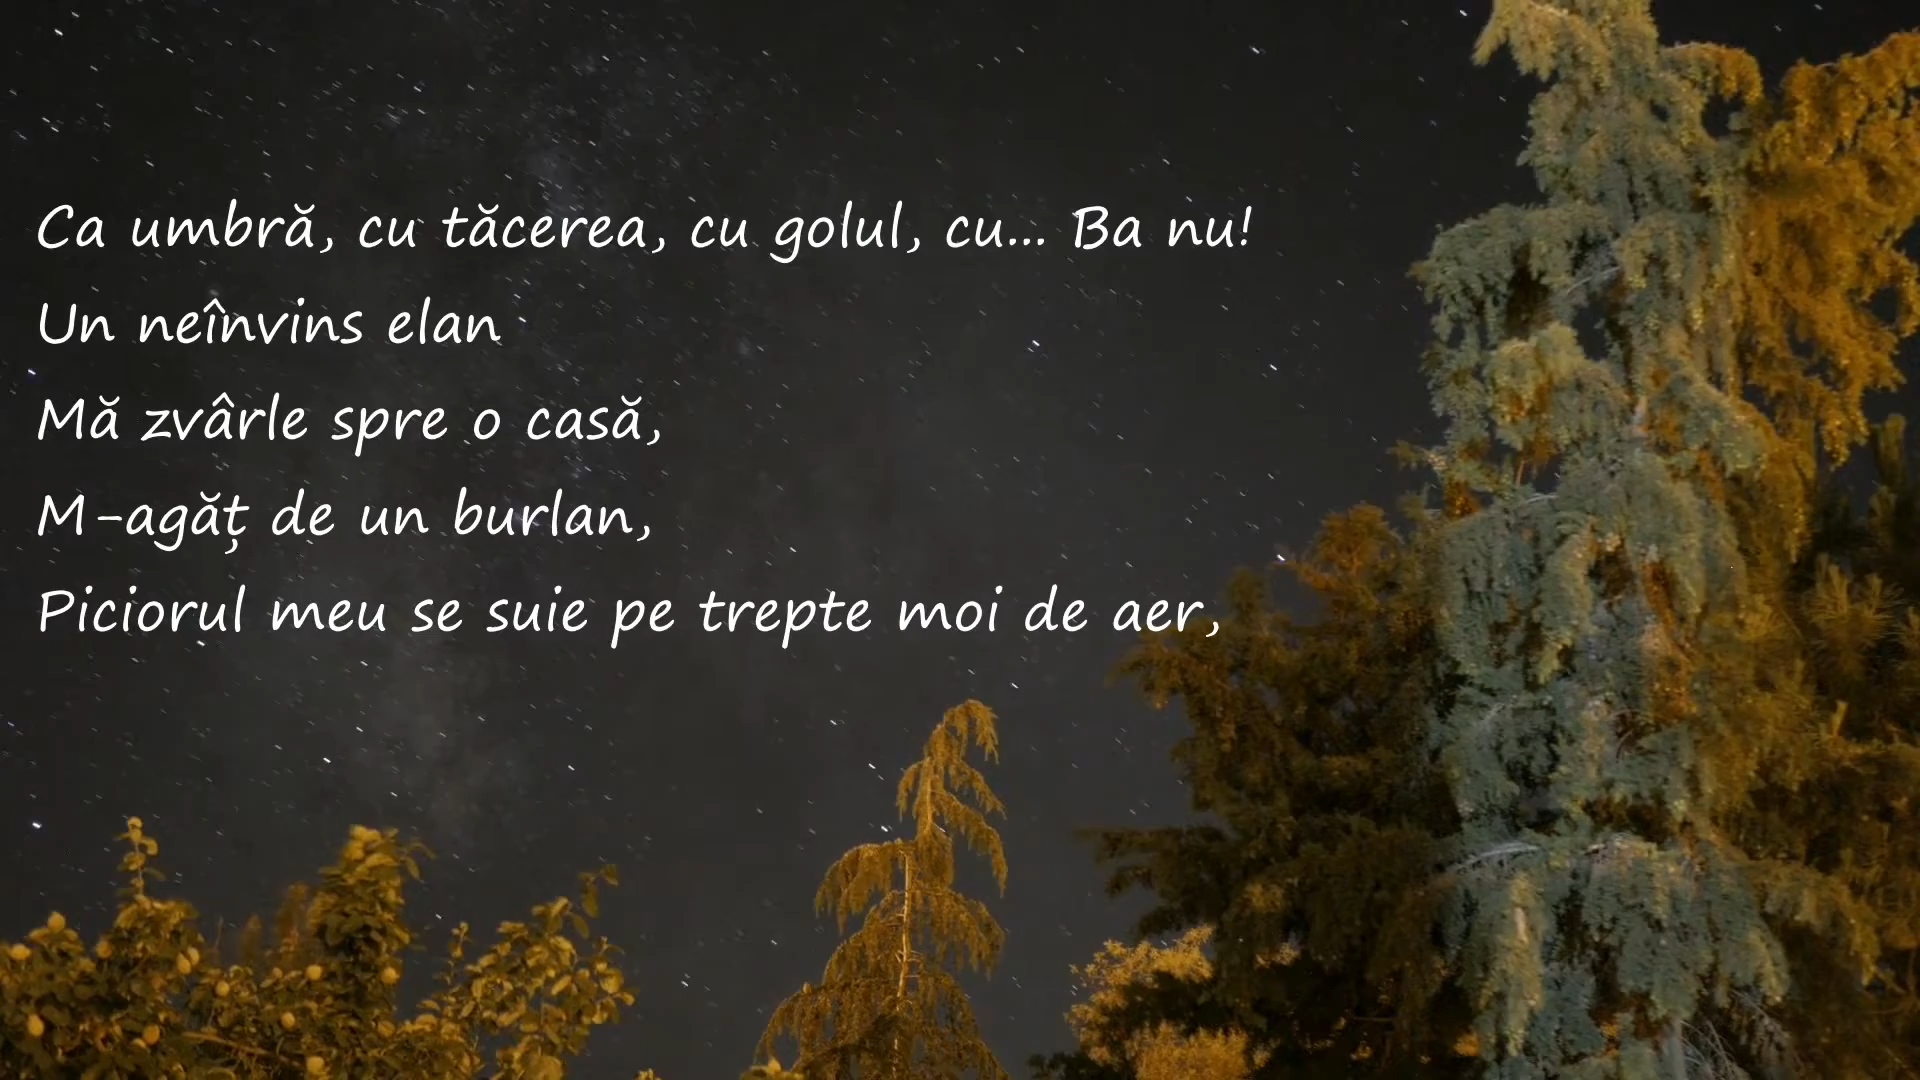 Ca umbră, cu tăcerea, cu golul, cu... Ba nu!
Un neînvins elan
Mă zvârle spre o casă,
M-agăț de un burlan,
Piciorul meu se suie pe trepte moi de aer,